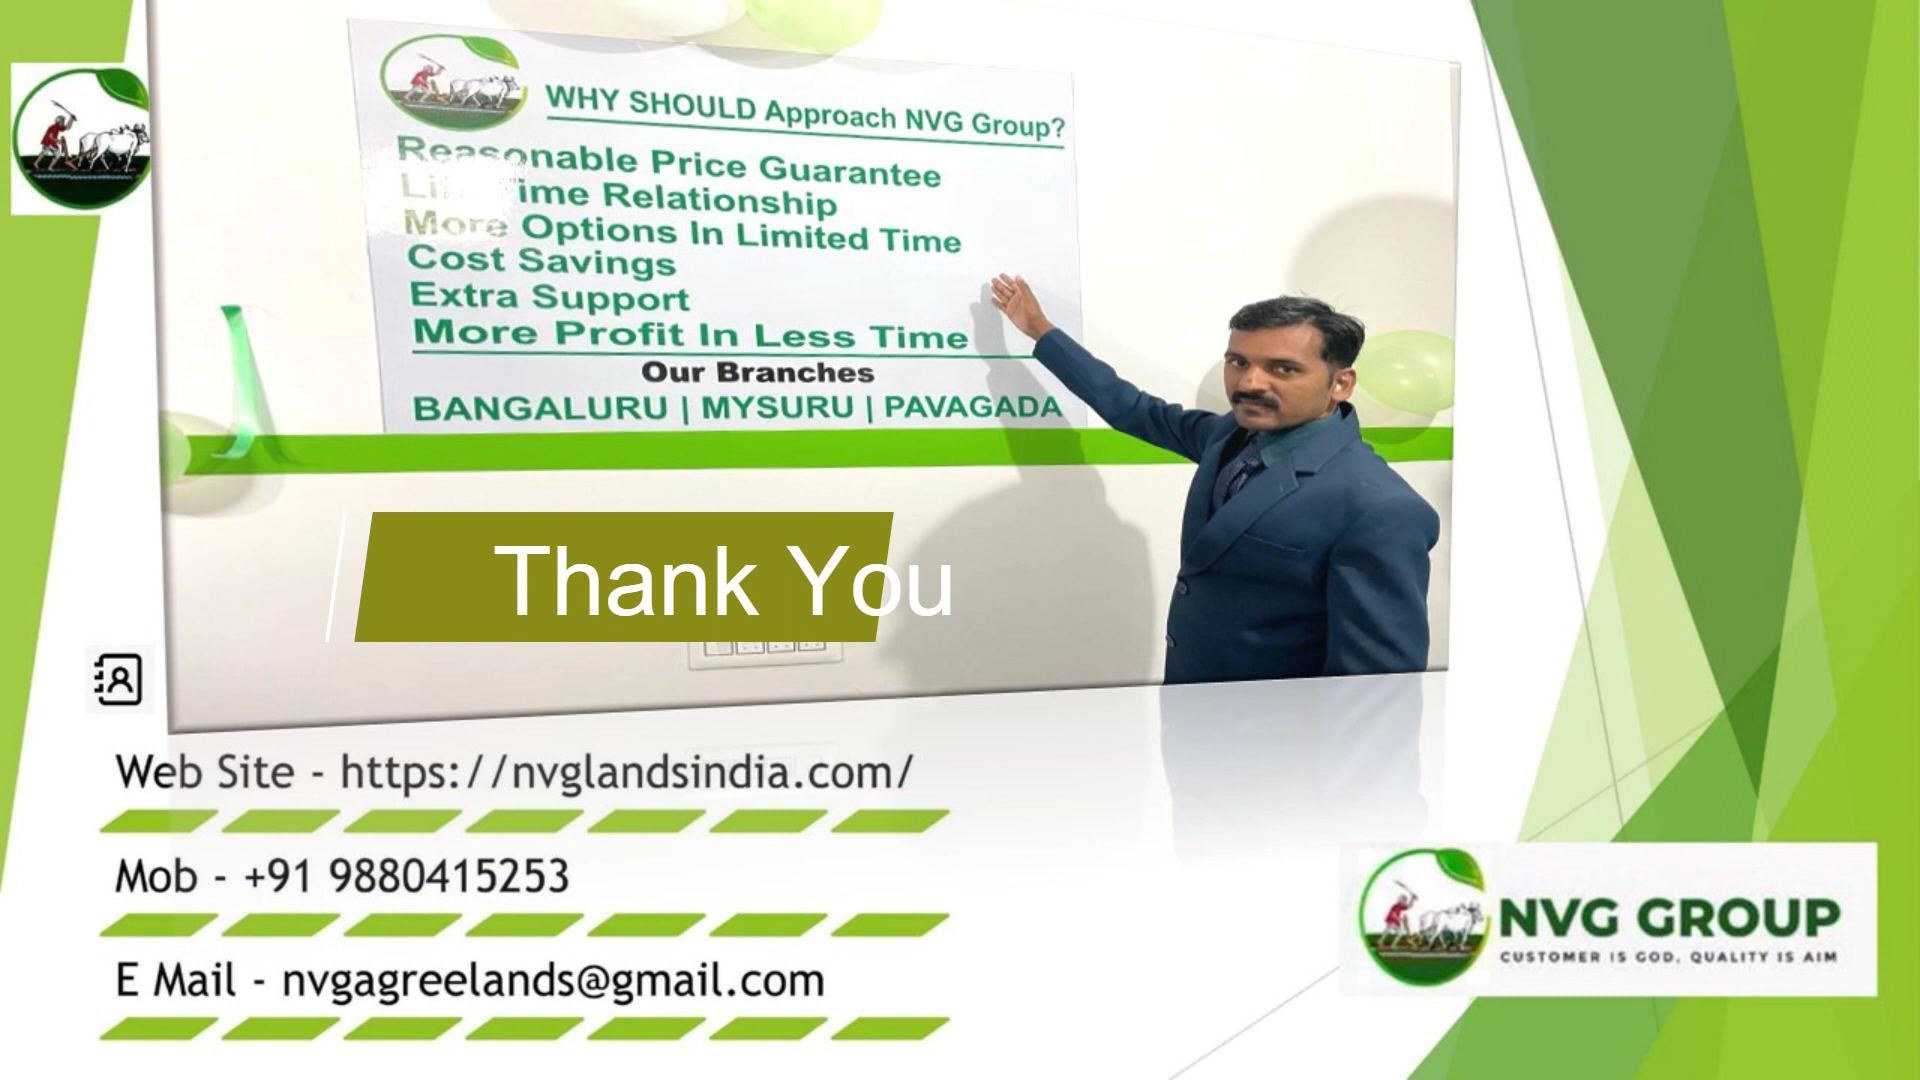 WHY SHOULD Approach NVG Group?
Reasonable Price Guarantee
Time Relationship
More Options In Limited Time
Cost Savings
Extra Support
More Profit In Less Time
Our Branches
BANGALURU | MYSURU | PAVAGADA
Thank You
Web Site - https://nvglandsindia.com/
Mob - +91 9880415253
E Mail - nvgagreelands@gmail.com
NVG GROUP
CUSTOMER IS GOD, QUALITY IS AIM